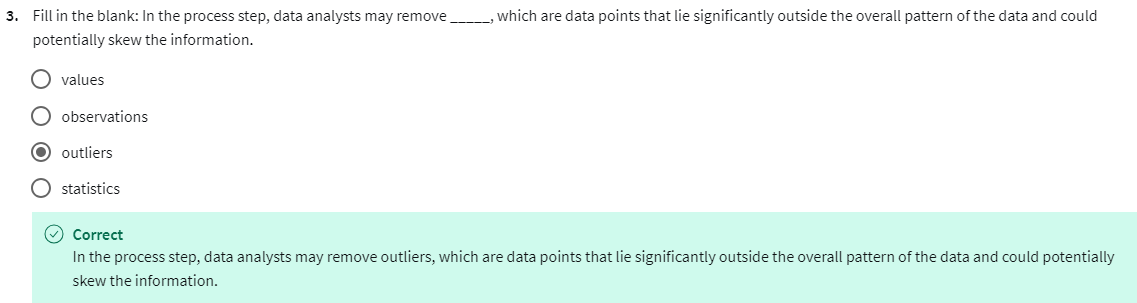 3. Fill in the blank: In the process step, data analysts may remove _____, which are data points that lie significantly outside the overall pattern of the data and could
potentially skew the information.
values
observations
outliers
statistics
Correct
In the process step, data analysts may remove outliers, which are data points that lie significantly outside the overall pattern of the data and could potentially
skew the information.